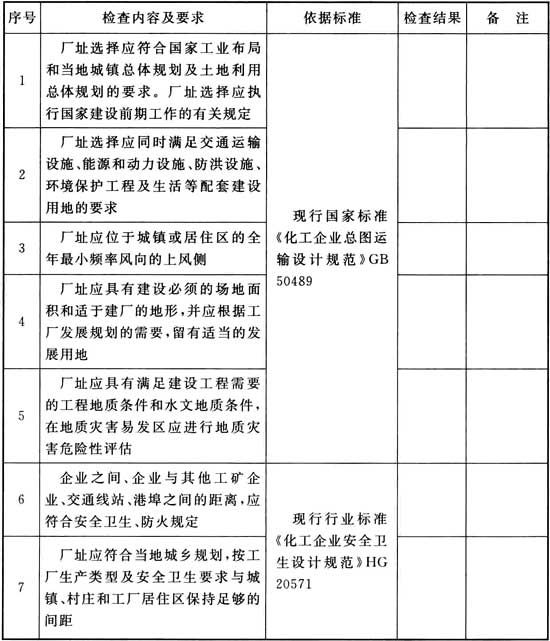 序号 检查内容及要求 依据标准 检查结果 备 注
1
厂址选择应符合国家工业布局
和当地城镇总体规划及土地利用
总体规划的要求。厂址选择应执
行国家建设前期工作的有关规定
2
厂址选择应同时满足交通运输
设施、能源和动力设施、防洪设施、
环境保护工程及生活等配套建设
用地的要求
3
厂址应位于城镇或居住区的全
年最小频率风向的上风侧
4
厂址应具有建设必须的场地面
积和适于建厂的地形,并应根据工
厂发展规划的需要,留有适当的发
展用地
5
厂址应具有满足建设工程需要
的工程地质条件和水文地质条件,
在地质灾害易发区应进行地质灾
害危险性评估
现行国家标准
《化工企业总图运
输设计规范》GB
50489
6
企业之间、企业与其他工矿企
业、交通线站、港埠之间的距离,应
符合安全卫生、防火规定
7
厂址应符合当地城乡规划,按工
厂生产类型及安全卫生要求与城
镇、村庄和工厂居住区保持足够的
间距
现行行业标准
《化工企业安全卫
生设计规范》HG
20571